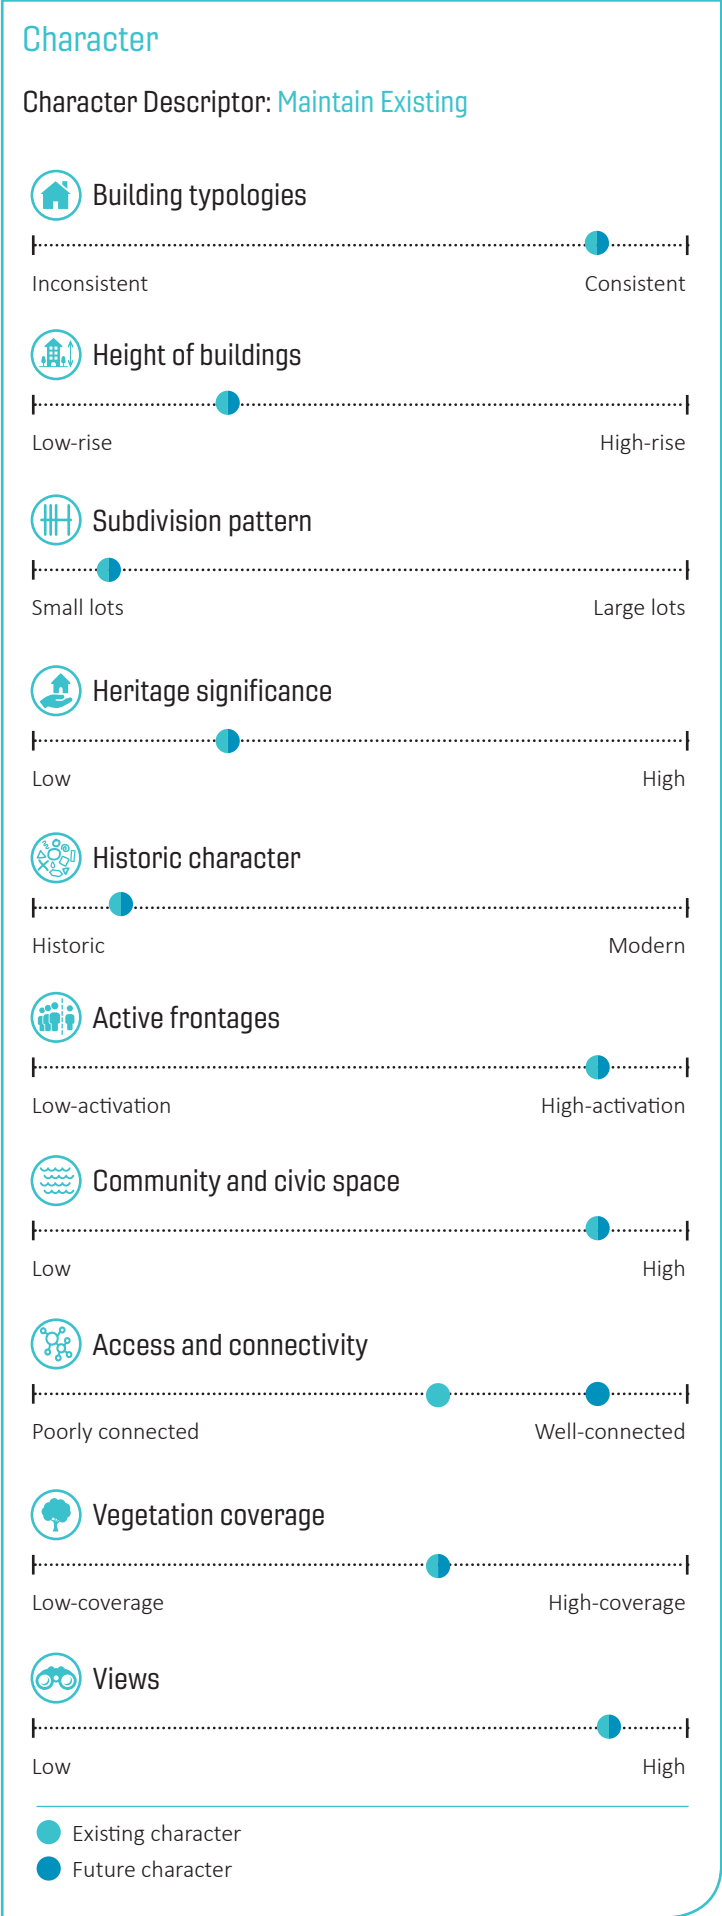 Character
Character Descriptor: Maintain Existing
Building typologies
Inconsistent Consistent
Height of buildings
Low-rise High-rise
Subdivision pattern
Small lots Large lots
Heritage significance
Low High
Historic character
Historic Modern
Active frontages
Low-activation High-activation
Community and civic space
Low High
Access and connectivity
Poorly connected Well-connected
Vegetation coverage
Low-coverage High-coverage
Views
Low High
Existing character
Future character